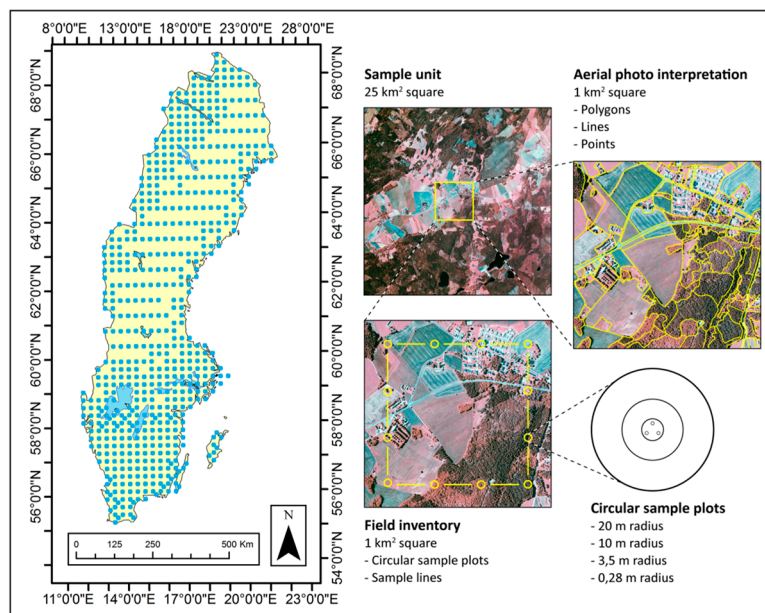 8°0'0"E 13°0'0"E 18°0'0"E 23°0'0"E 28°0'0"E
68°0'0"N
66°0'0"N
64°0'0"N
62°0'0"N
60°0'0"N
58°0'0"N
56°0'0"N
68°0'0"N
66°0'0"N
64°0'0"N
62°0'0"N
60°0'0"N
59°0'0"N
58°0'0"N
56°0'0"N
54°0'0"N
N
0 125 250 500 Km
11°0'0"E 14°0'0"E 17°0'0"E 20°0'0"E 23°0'0"E
Sample unit
25 km² square
Aerial photo interpretation
1 km² square
- Polygons
- Lines
- Points
Field inventory
1 km² square
- Circular sample plots
- Sample lines
Circular sample plots
- 20 m radius
- 10 m radius
- 3,5 m radius
- 0,28 m radius